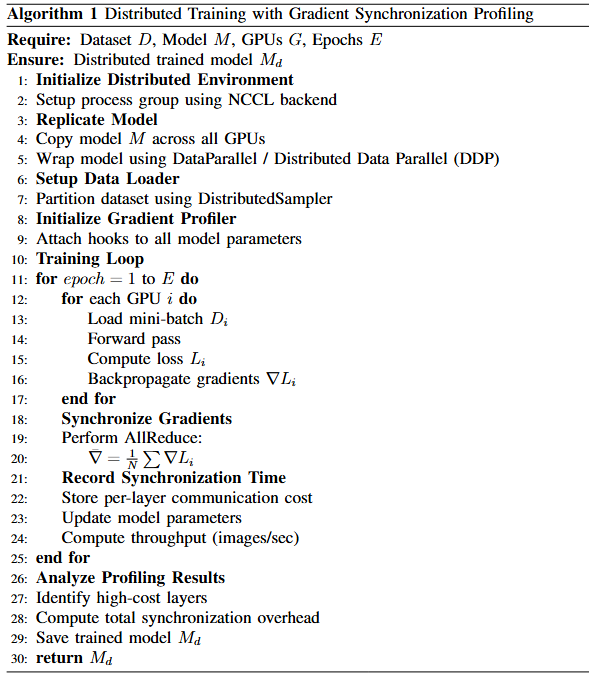 Algorithm 1 Distributed Training with Gradient Synchronization Profiling
Require: Dataset D, Model M, GPUs G, Epochs E
Ensure: Distributed trained model M_d
1: Initialize Distributed Environment
2: Setup process group using NCCL backend
3: Replicate Model
4: Copy model M across all GPUs
5: Wrap model using DataParallel / Distributed Data Parallel (DDP)
6: Setup Data Loader
7: Partition dataset using DistributedSampler
8: Initialize Gradient Profiler
9: Attach hooks to all model parameters
10: Training Loop
11: for epoch = 1 to E do
12: for each GPU i do
13: Load mini-batch D_i
14: Forward pass
15: Compute loss L_i
16: Backpropagate gradients ∇L_i
17: end for
18: Synchronize Gradients
19: Perform AllReduce:
20: ∇̄ = 1/N ∑ ∇L_i
21: Record Synchronization Time
22: Store per-layer communication cost
23: Update model parameters
24: Compute throughput (images/sec)
25: end for
26: Analyze Profiling Results
27: Identify high-cost layers
28: Compute total synchronization overhead
29: Save trained model M_d
30: return M_d